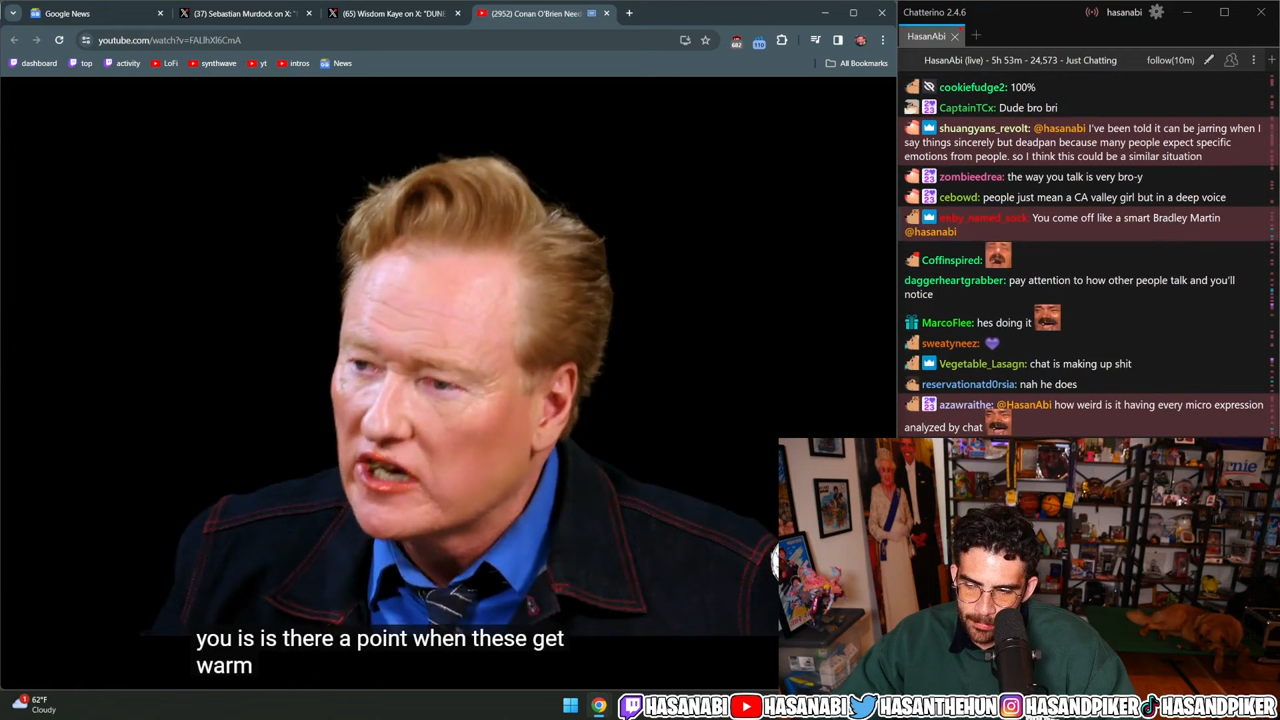 Google News
(37) Sebastian Murdock on X: "S
(65) Wisdom Kaye on X: "DUNE
(2952) Conan O'Brien Need
Chatterino 2.4.6
hasanabi
youtube.com/watch?v=FALlhXl6CmA
682
110
HasanAbi
dashboard
top
activity
LoFi
synthwave
yt
intros
News
All Bookmarks
HasanAbi (live) - 5h 53m - 24,573 - Just Chatting
follow(10m)
cookiefudge2: 100%
CaptainTCx: Dude bro bri
shuangyans_revolt: @hasanabi I've been told it can be jarring when I
say things sincerely but deadpan because many people expect specific
emotions from people. so I think this could be a similar situation
zombieedrea: the way you talk is very bro-y
cebowd: people just mean a CA valley girl but in a deep voice
enby_named_sock: You come off like a smart Bradley Martin
@hasanabi
Coffinspired:
daggerheartgrabber: pay attention to how other people talk and you'll
notice
MarcoFlee: hes doing it
sweatyneez:
Vegetable_Lasagn: chat is making up shit
reservationatd0rsia: nah he does
azawraithe: @HasanAbi how weird is it having every micro expression
analyzed by chat
you is is there a point when these get
warm
62°F
Cloudy
HASANABI
HASANABI
HASANTHEHUN
HASANDPIKER
HASANDPIKER